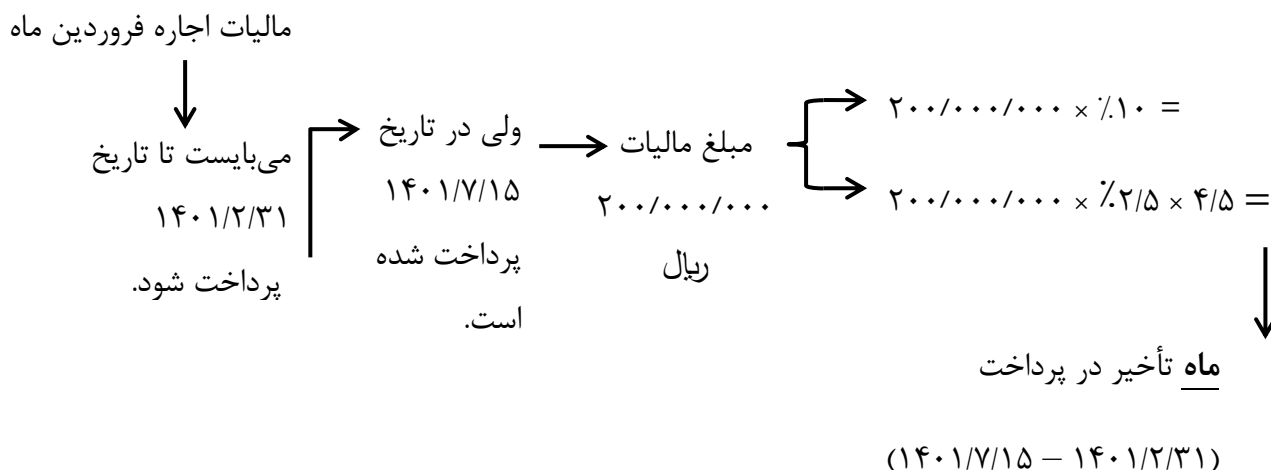 مالیات اجاره فروردین ماه
می‌بایست تا تاریخ
۱۴۰۱/۲/۳۱
پرداخت شود.
ولی در تاریخ
۱۴۰۱/۷/۱۵
پرداخت شده
است.
مبلغ مالیات
۲۰۰/۰۰۰/۰۰۰
ریال
۲۰۰/۰۰۰/۰۰۰ × ٪۱۰ =
۲۰۰/۰۰۰/۰۰۰ × ٪۲/۵ × ۴/۵ =
ماه تأخیر در پرداخت
(۱۴۰۱/۷/۱۵ – ۱۴۰۱/۲/۳۱)